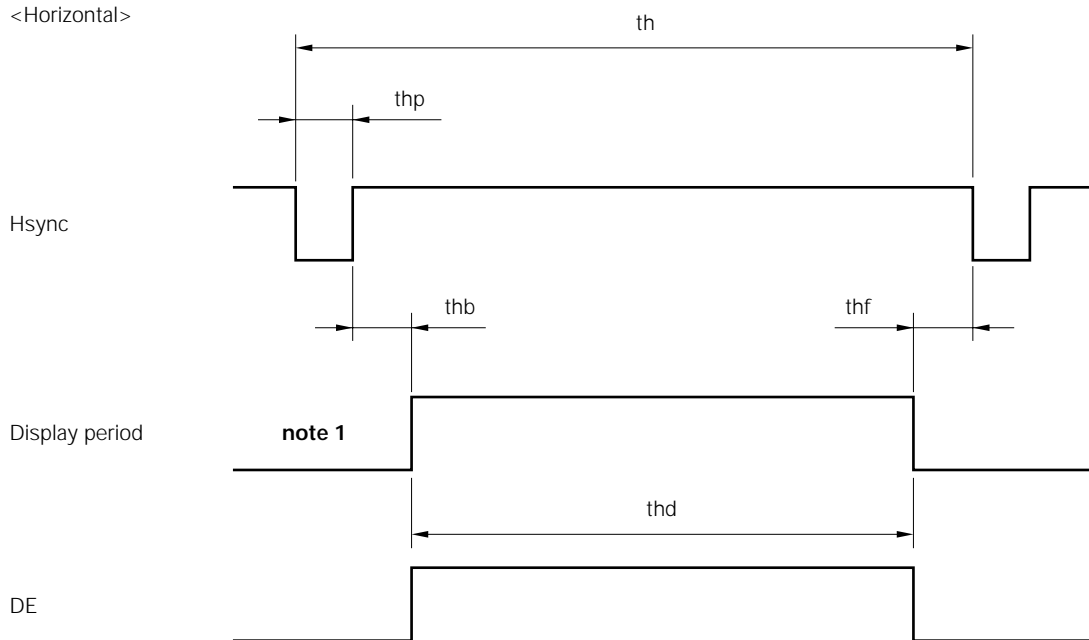 <Horizontal>
th
thp
Hsync
thb
thf
Display period
note 1
thd
DE